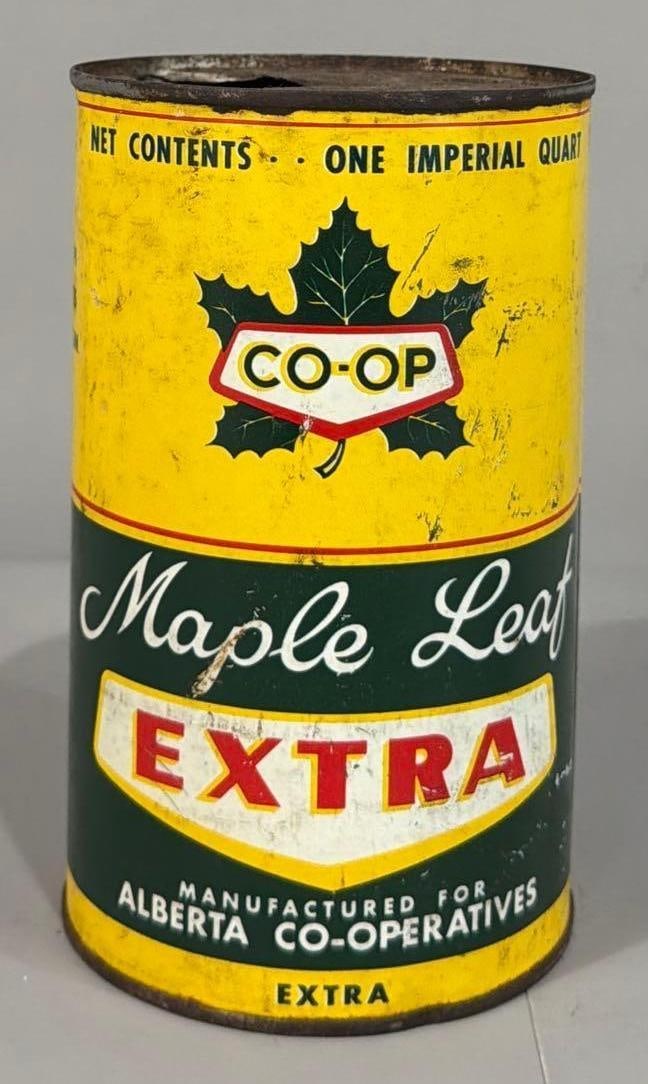 NET CONTENTS · · ONE IMPERIAL QUART
CO-OP
Maple Leaf
EXTRA
MANUFACTURED FOR
ALBERTA CO-OPERATIVES
EXTRA